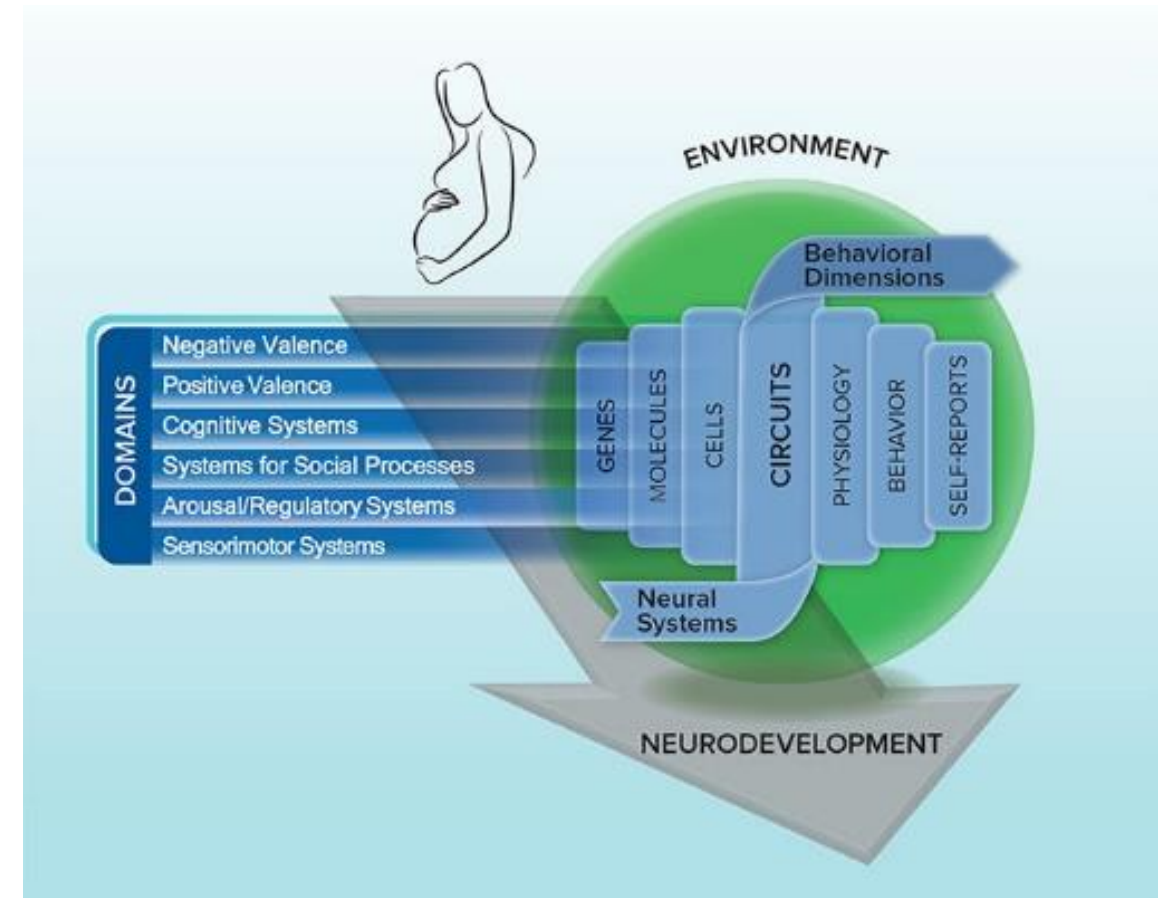 ENVIRONMENT
Behavioral
Dimensions
DOMAINS
Negative Valence
Positive Valence
Cognitive Systems
Systems for Social Processes
Arousal/Regulatory Systems
Sensorimotor Systems
GENES
MOLECULES
CELLS
CIRCUITS
PHYSIOLOGY
BEHAVIOR
SELF-REPORTS
Neural
Systems
NEURODEVELOPMENT